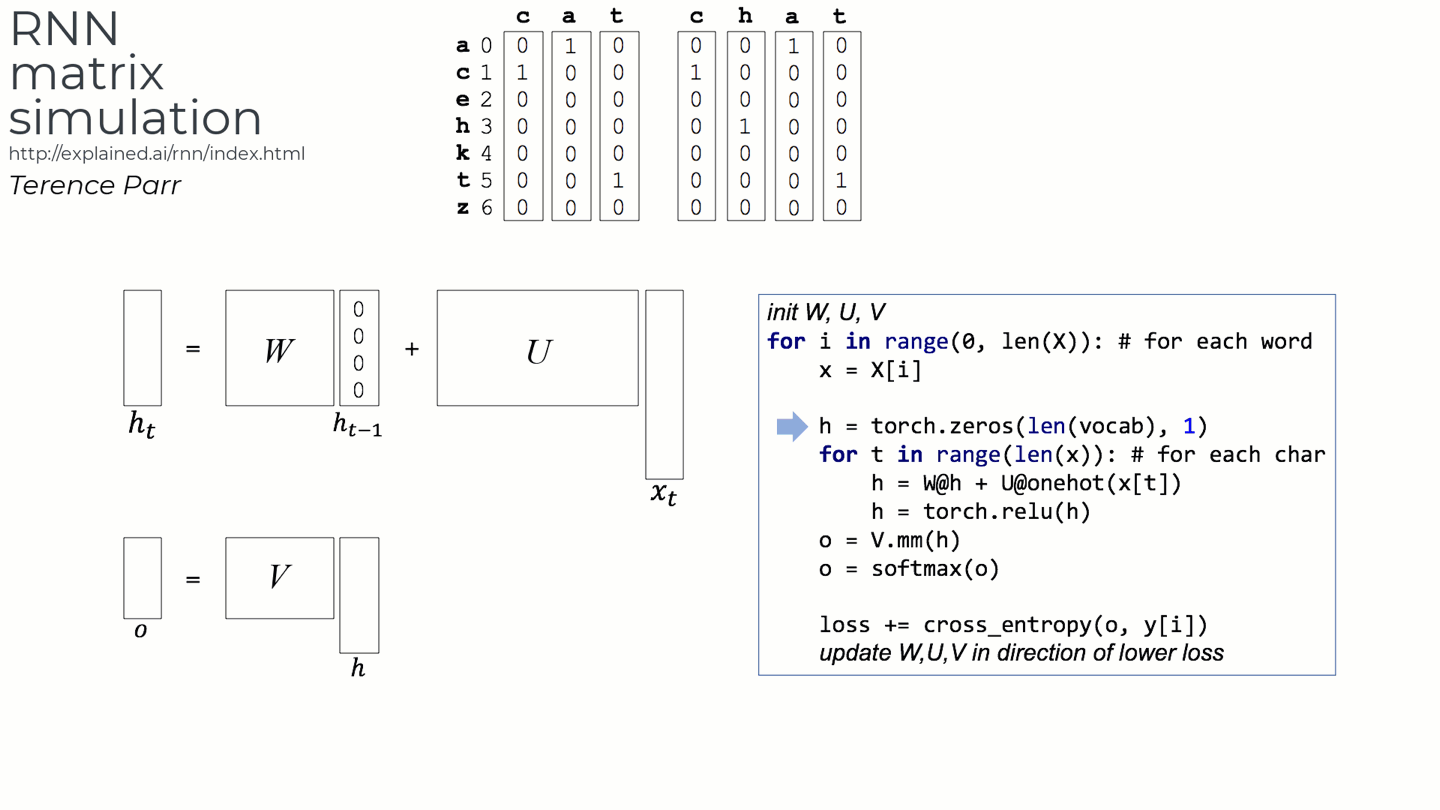 RNN
matrix
simulation
http://explained.ai/rnn/index.html
Terence Parr
c a t c h a t
a 0 0 1 0 0 0 1 0
c 1 1 0 0 1 0 0 0
e 2 0 0 0 0 0 0 0
h 3 0 0 0 0 1 0 0
k 4 0 0 0 0 0 0 0
t 5 0 0 1 0 0 0 1
z 6 0 0 0 0 0 0 0
0
0
= W 0 + U
0
h_t h_{t-1}
x_t
= V
o
h
init W, U, V
for i in range(0, len(X)): # for each word
x = X[i]
h = torch.zeros(len(vocab), 1)
for t in range(len(x)): # for each char
h = W@h + U@onehot(x[t])
h = torch.relu(h)
o = V.mm(h)
o = softmax(o)
loss += cross_entropy(o, y[i])
update W,U,V in direction of lower loss